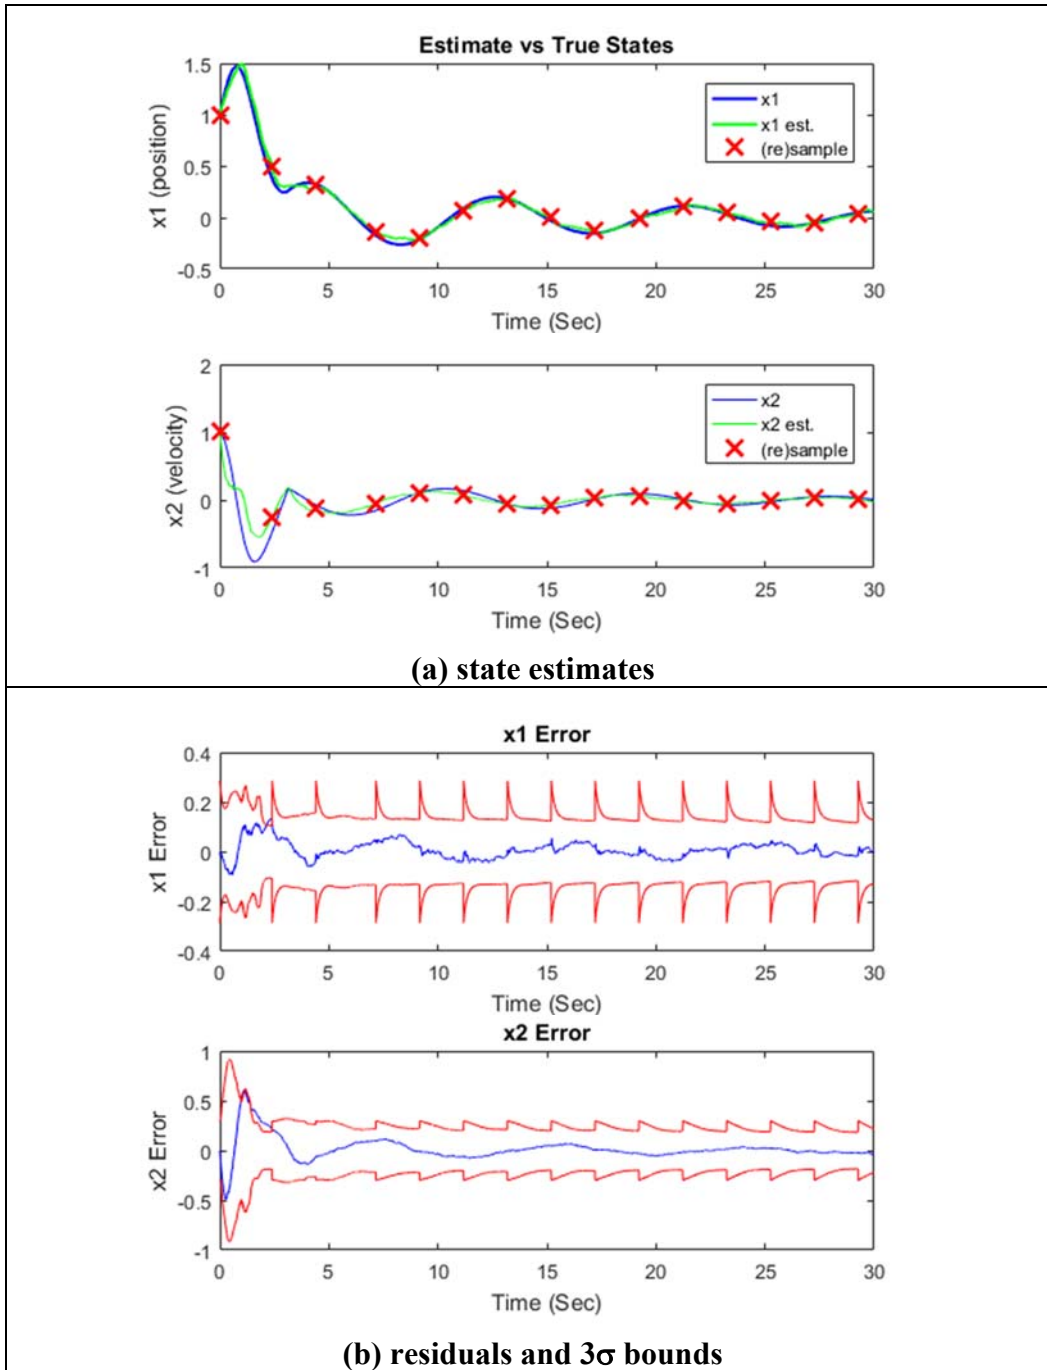 Estimate vs True States
1.5
1
0.5
0
-0.5
x1 (position)
x1
x1 est.
(re)sample
0 5 10 15 20 25 30
Time (Sec)
2
1
0
-1
x2 (velocity)
x2
x2 est.
(re)sample
0 5 10 15 20 25 30
Time (Sec)
(a) state estimates
x1 Error
0.4
0.2
0
-0.2
-0.4
x1 Error
0 5 10 15 20 25 30
Time (Sec)
x2 Error
1
0.5
0
-0.5
-1
x2 Error
0 5 10 15 20 25 30
Time (Sec)
(b) residuals and 3σ bounds